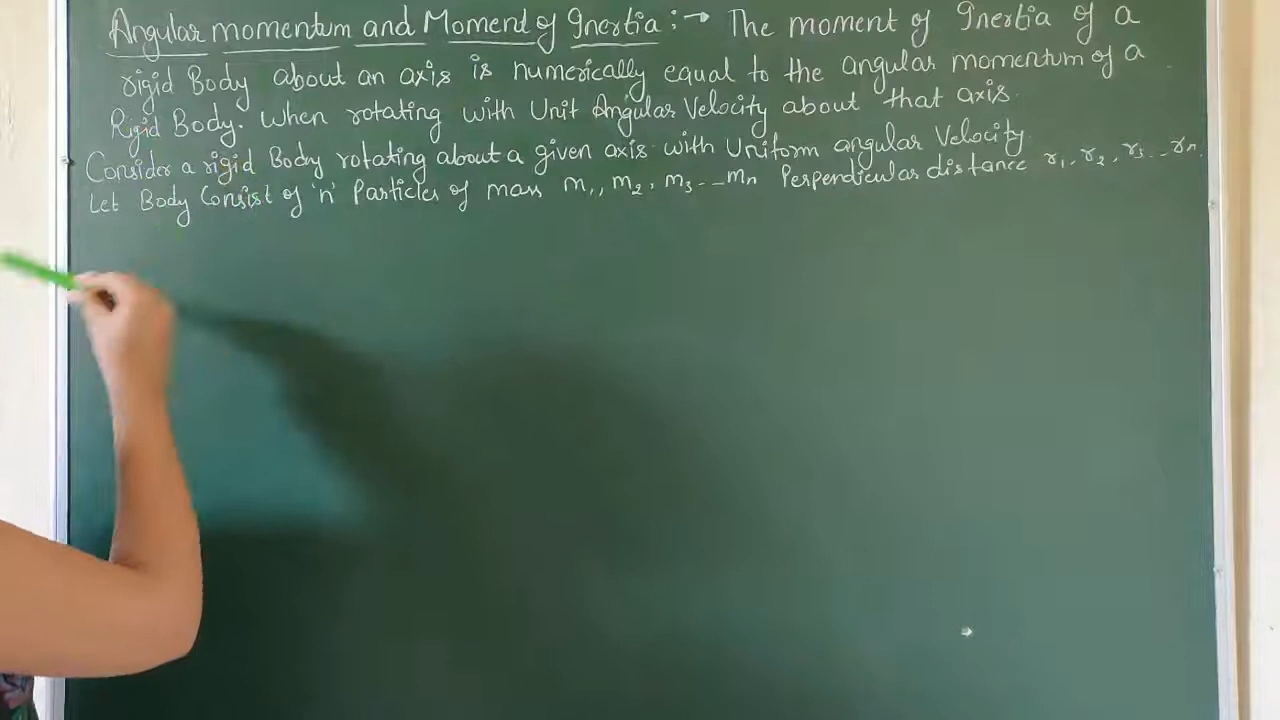 Angular momentum and Moment of Inertia :→ The moment of Inertia of a
rigid Body about an axis is numerically equal to the angular momentum of a
Rigid Body. When rotating with Unit Angular Velocity about that axis.
Consider a rigid Body rotating about a given axis with Uniform angular Velocity.
Let Body Consist of 'n' Particles of mass m₁, m₂, m₃...mn Perpendicular distance r₁, r₂, r₃...rn.